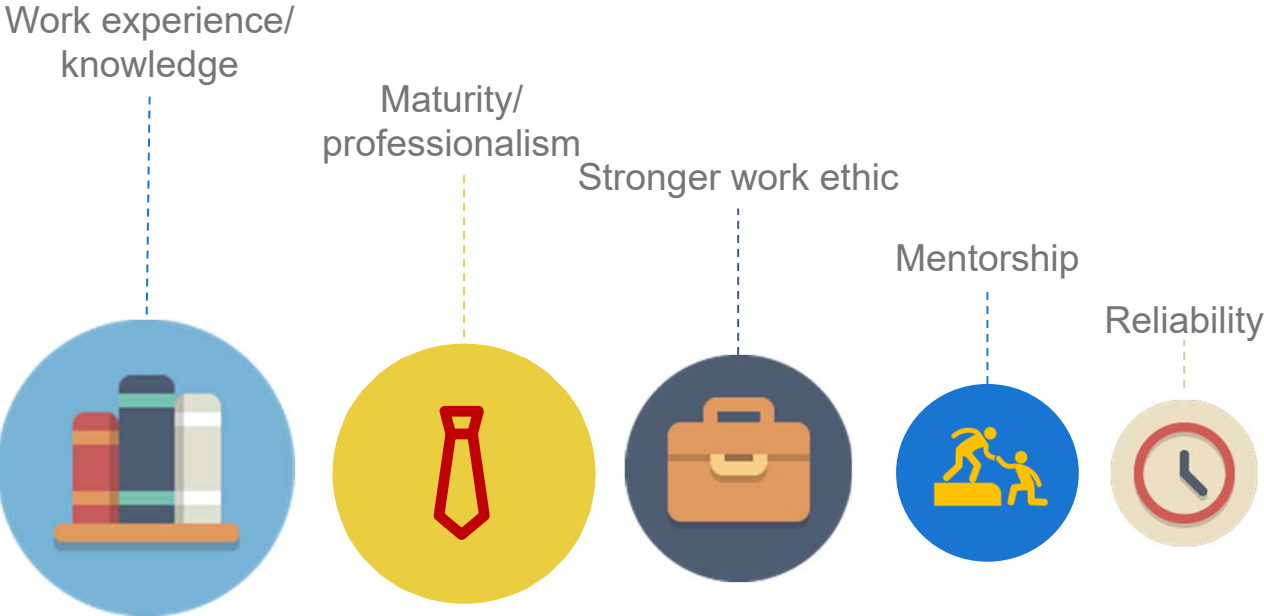 Work experience/
knowledge
Maturity/
professionalism
Stronger work ethic
Mentorship
Reliability